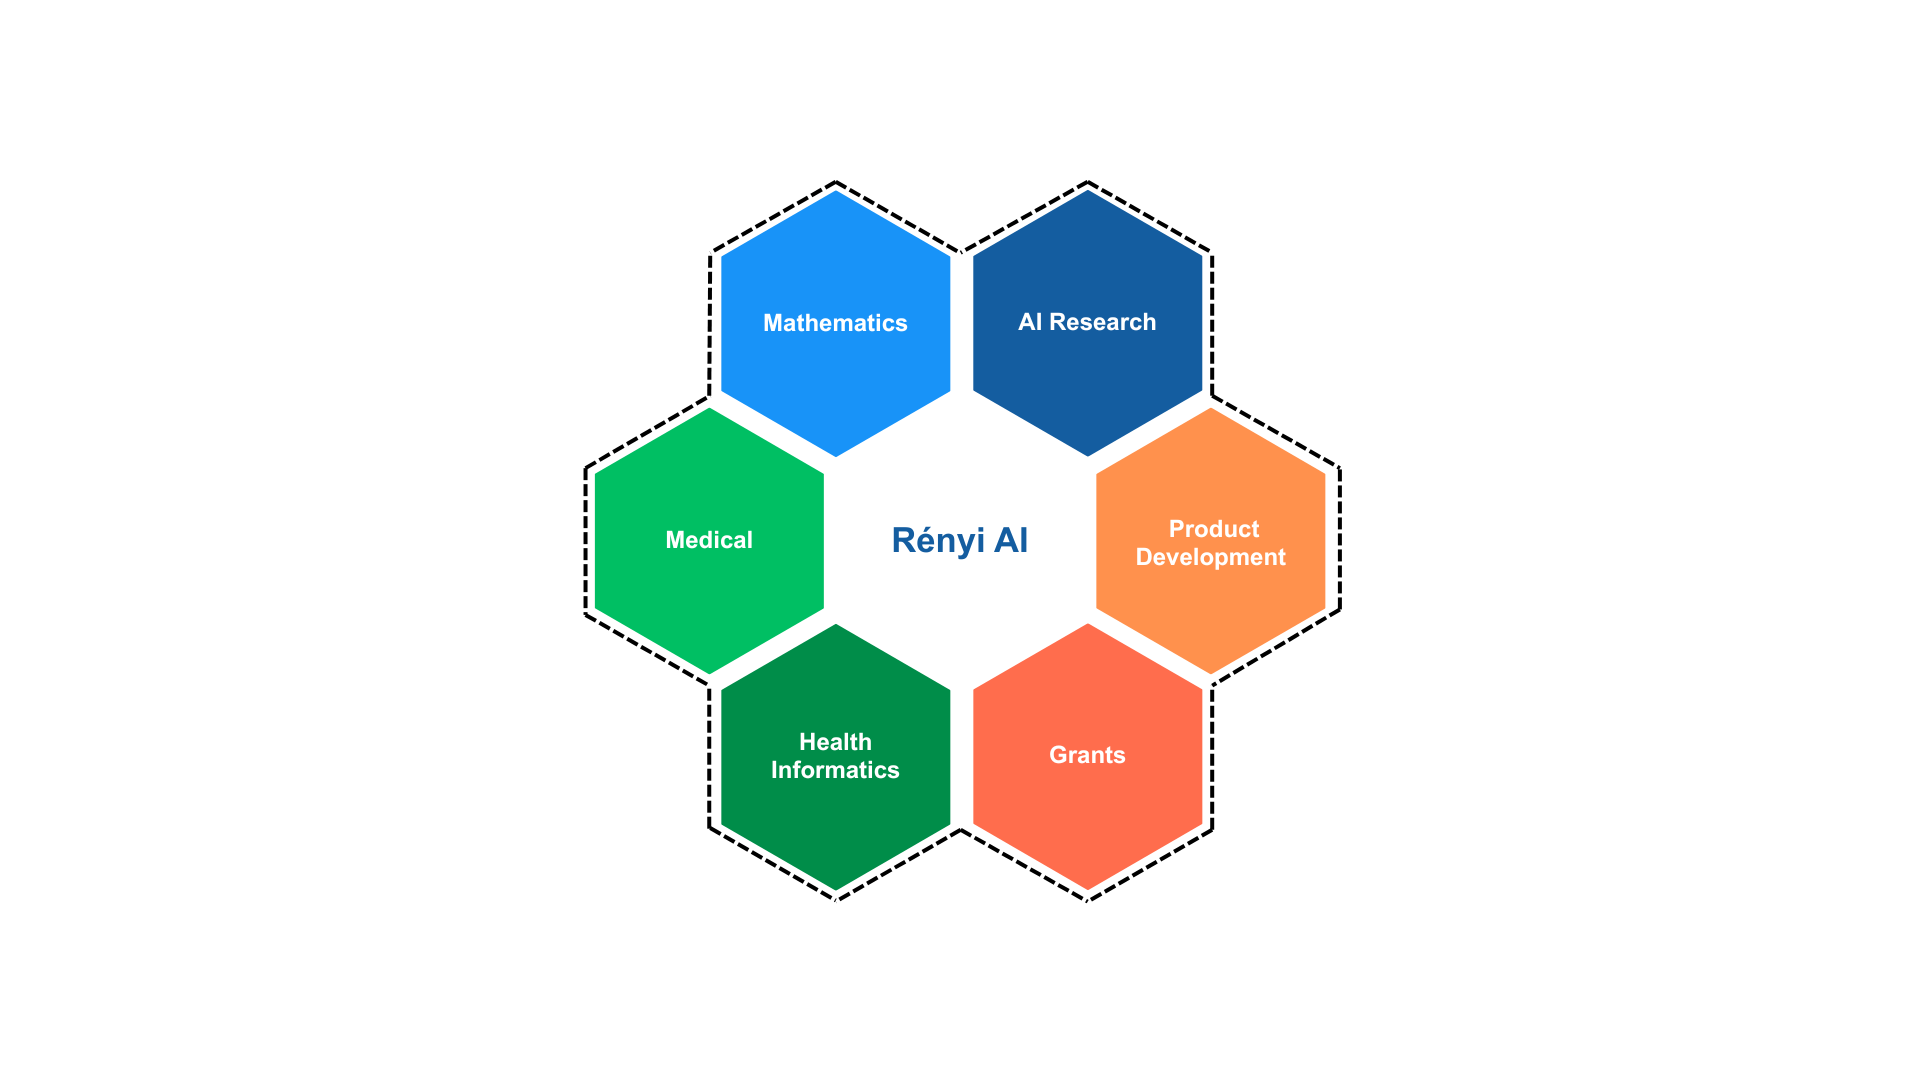 Mathematics
AI Research
Medical
Rényi AI
Product
Development
Health
Informatics
Grants